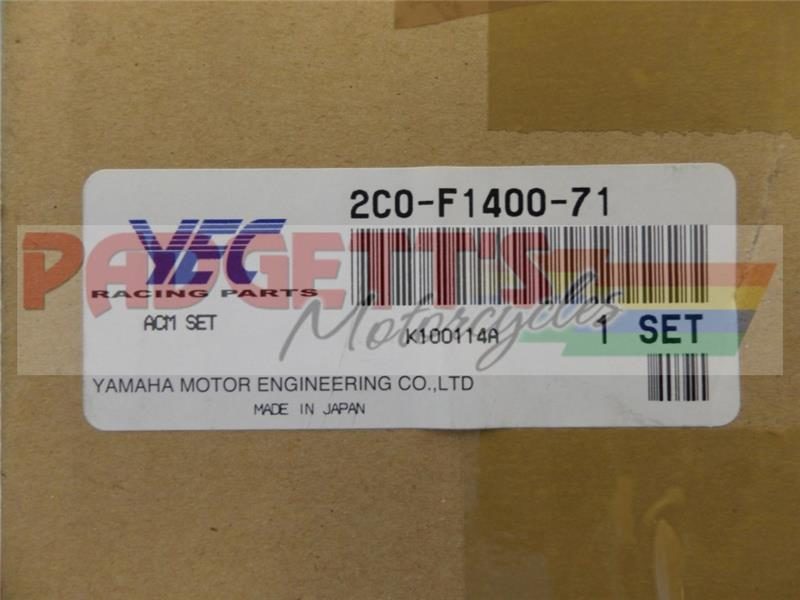 2C0-F1400-71
YEC
RACING PARTS
PADGETT'S
Motorcycles
ACM SET
K100114A
1 SET
YAMAHA MOTOR ENGINEERING CO.,LTD
MADE IN JAPAN